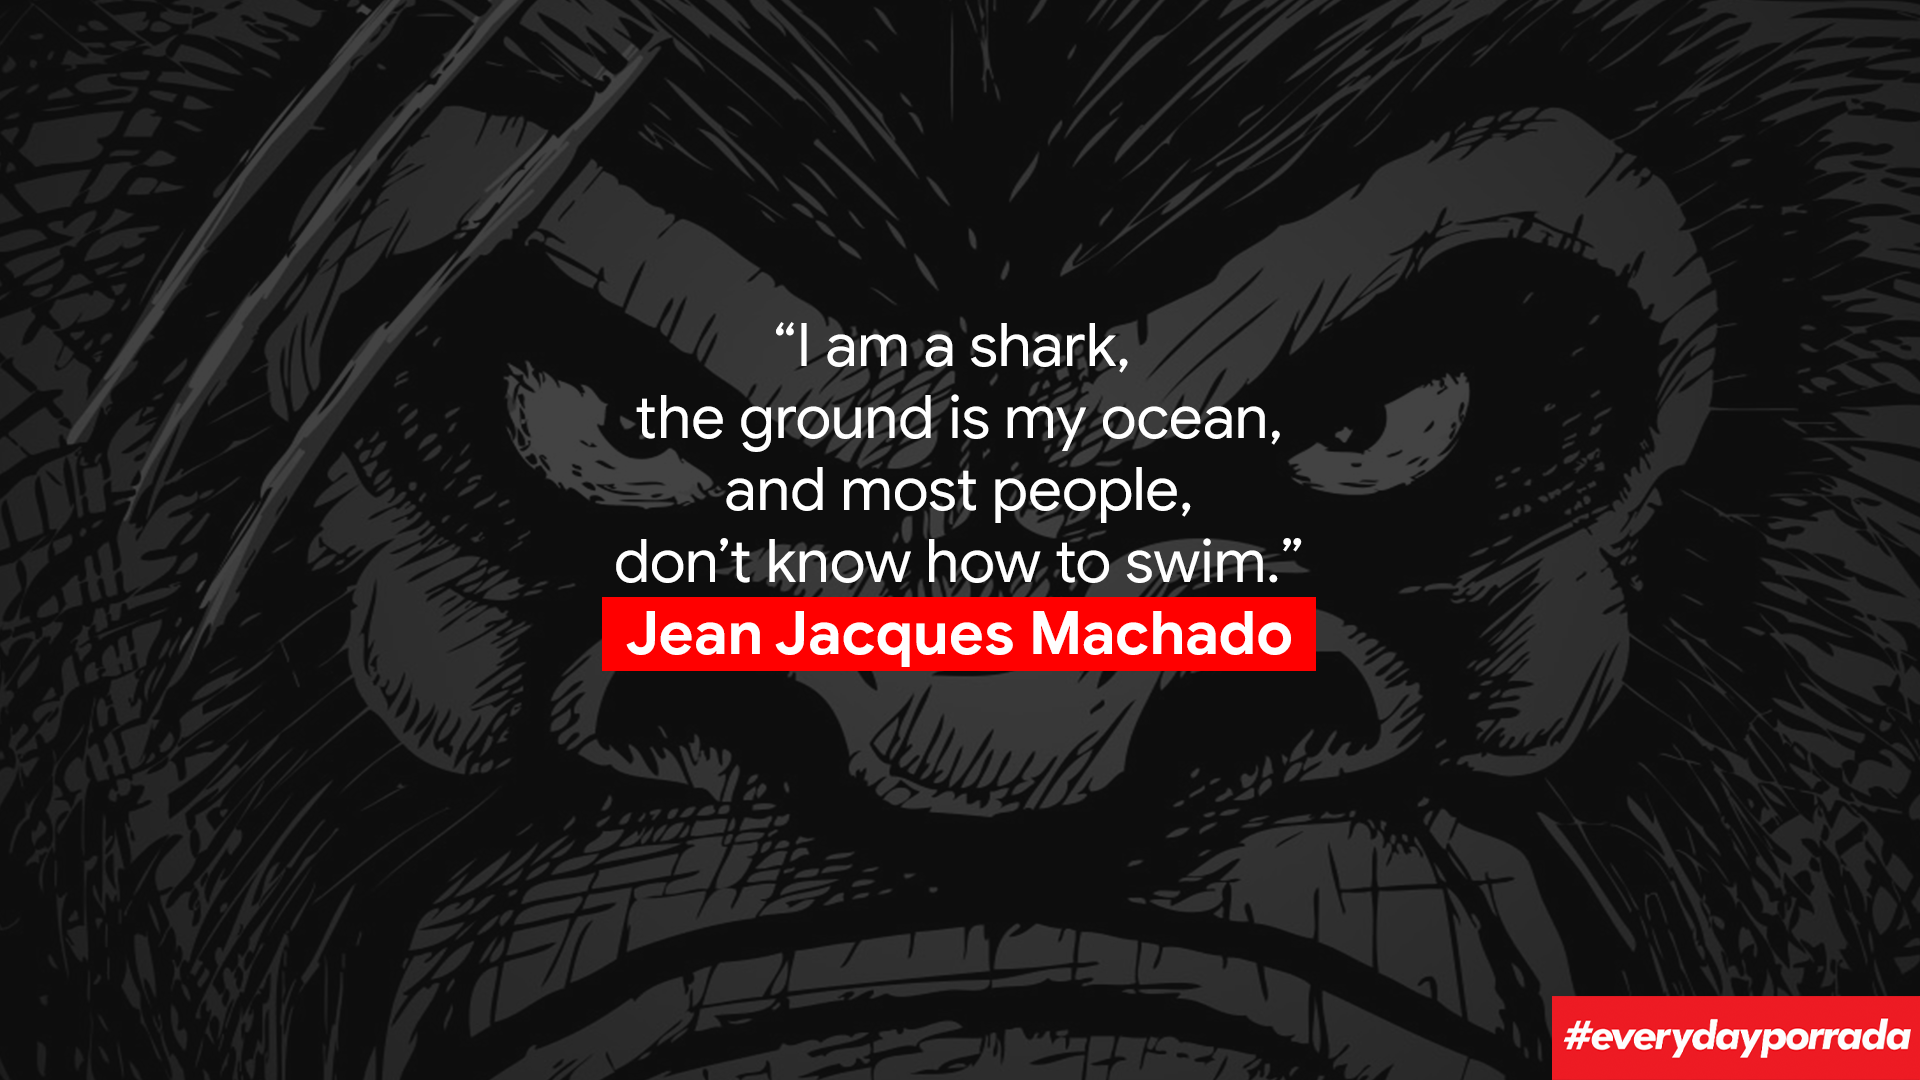 “I am a shark,
the ground is my ocean,
and most people,
don’t know how to swim.”
Jean Jacques Machado
#everydayporrada